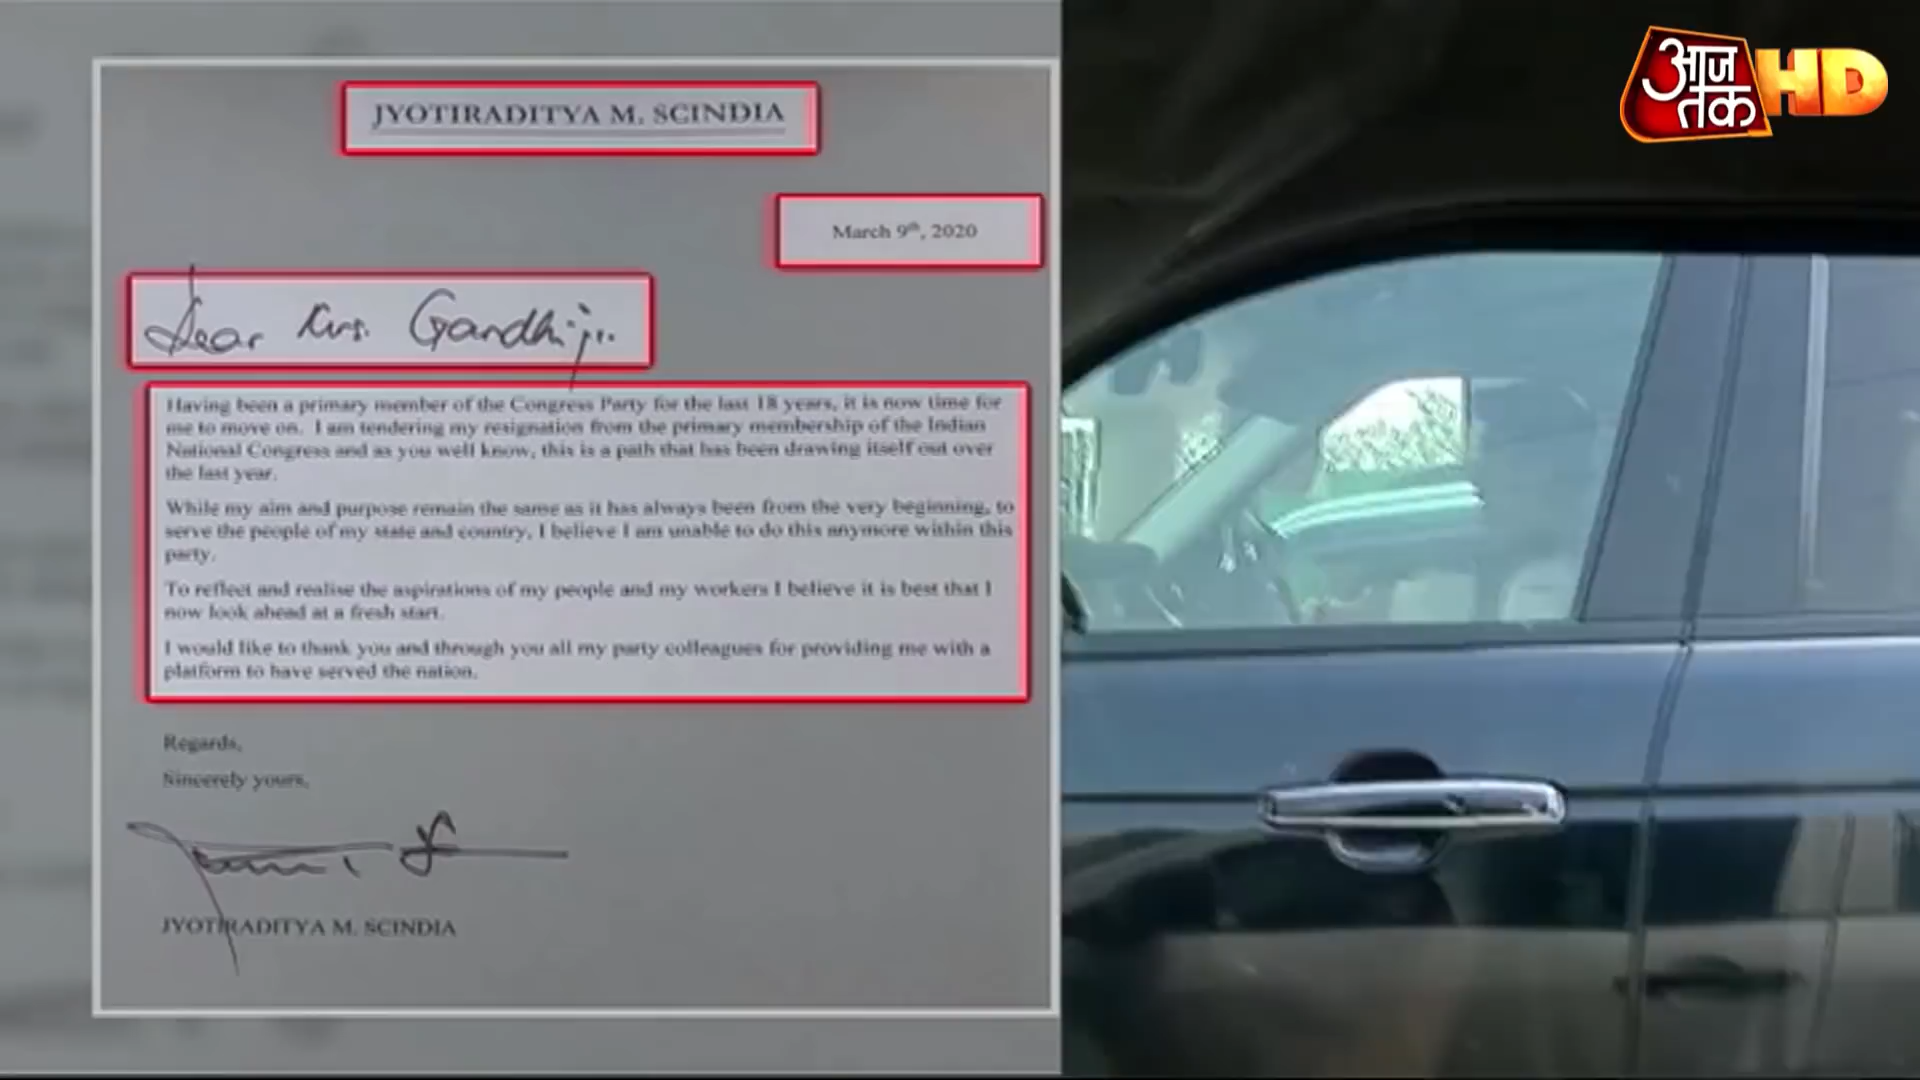 JYOTIRADITYA M. SCINDIA
March 9th, 2020
Dear Mrs. Gandhiji..
Having been a primary member of the Congress Party for the last 18 years, it is now time for
me to move on. I am tendering my resignation from the primary membership of the Indian
National Congress and as you well know, this is a path that has been drawing itself out over
the last year.
While my aim and purpose remain the same as it has always been from the very beginning, to
serve the people of my state and country, I believe I am unable to do this anymore within this
party.
To reflect and realise the aspirations of my people and my workers I believe it is best that I
now look ahead at a fresh start.
I would like to thank you and through you all my party colleagues for providing me with a
platform to have served the nation.
Regards,
Sincerely yours,
JYOTIRADITYA M. SCINDIA
आज
तक
HD